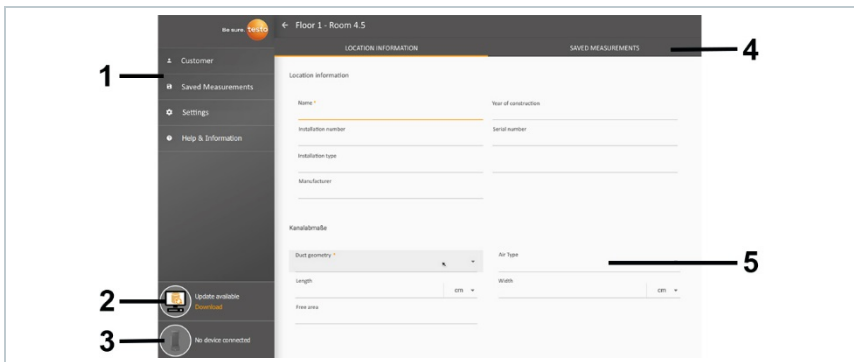 Be sure. testo
← Floor 1 - Room 4.5
LOCATION INFORMATION
SAVED MEASUREMENTS
4
1
Customer
Saved Measurements
Settings
Help & Information
Location information
Name *
Year of construction
Installation number
Serial number
Installation type
Manufacturer
Kanalabmaße
Duct geometry *
Air Type
5
Length
cm
Width
cm
Free area
2
Update available
Download
3
No device connected